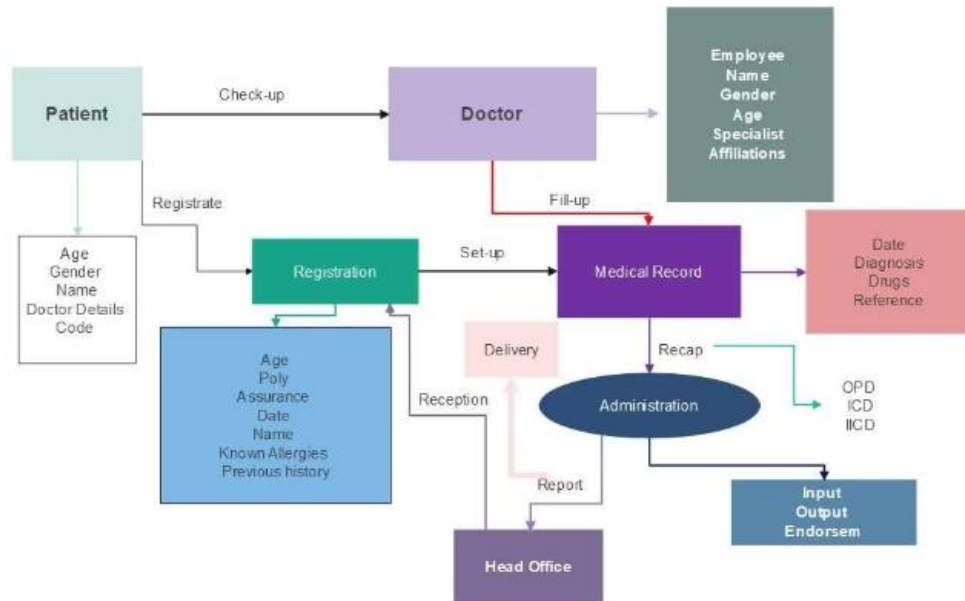 Employee
Name
Gender
Age
Specialist
Affiliations
Patient
Check-up
Doctor
Registrate
Fill-up
Age
Gender
Name
Doctor Details
Code
Registration
Set-up
Medical Record
Date
Diagnosis
Drugs
Reference
Age
Poly
Assurance
Date
Name
Known Allergies
Previous history
Reception
Delivery
Recap
Administration
OPD
ICD
IICD
Report
Input
Output
Endorsem
Head Office